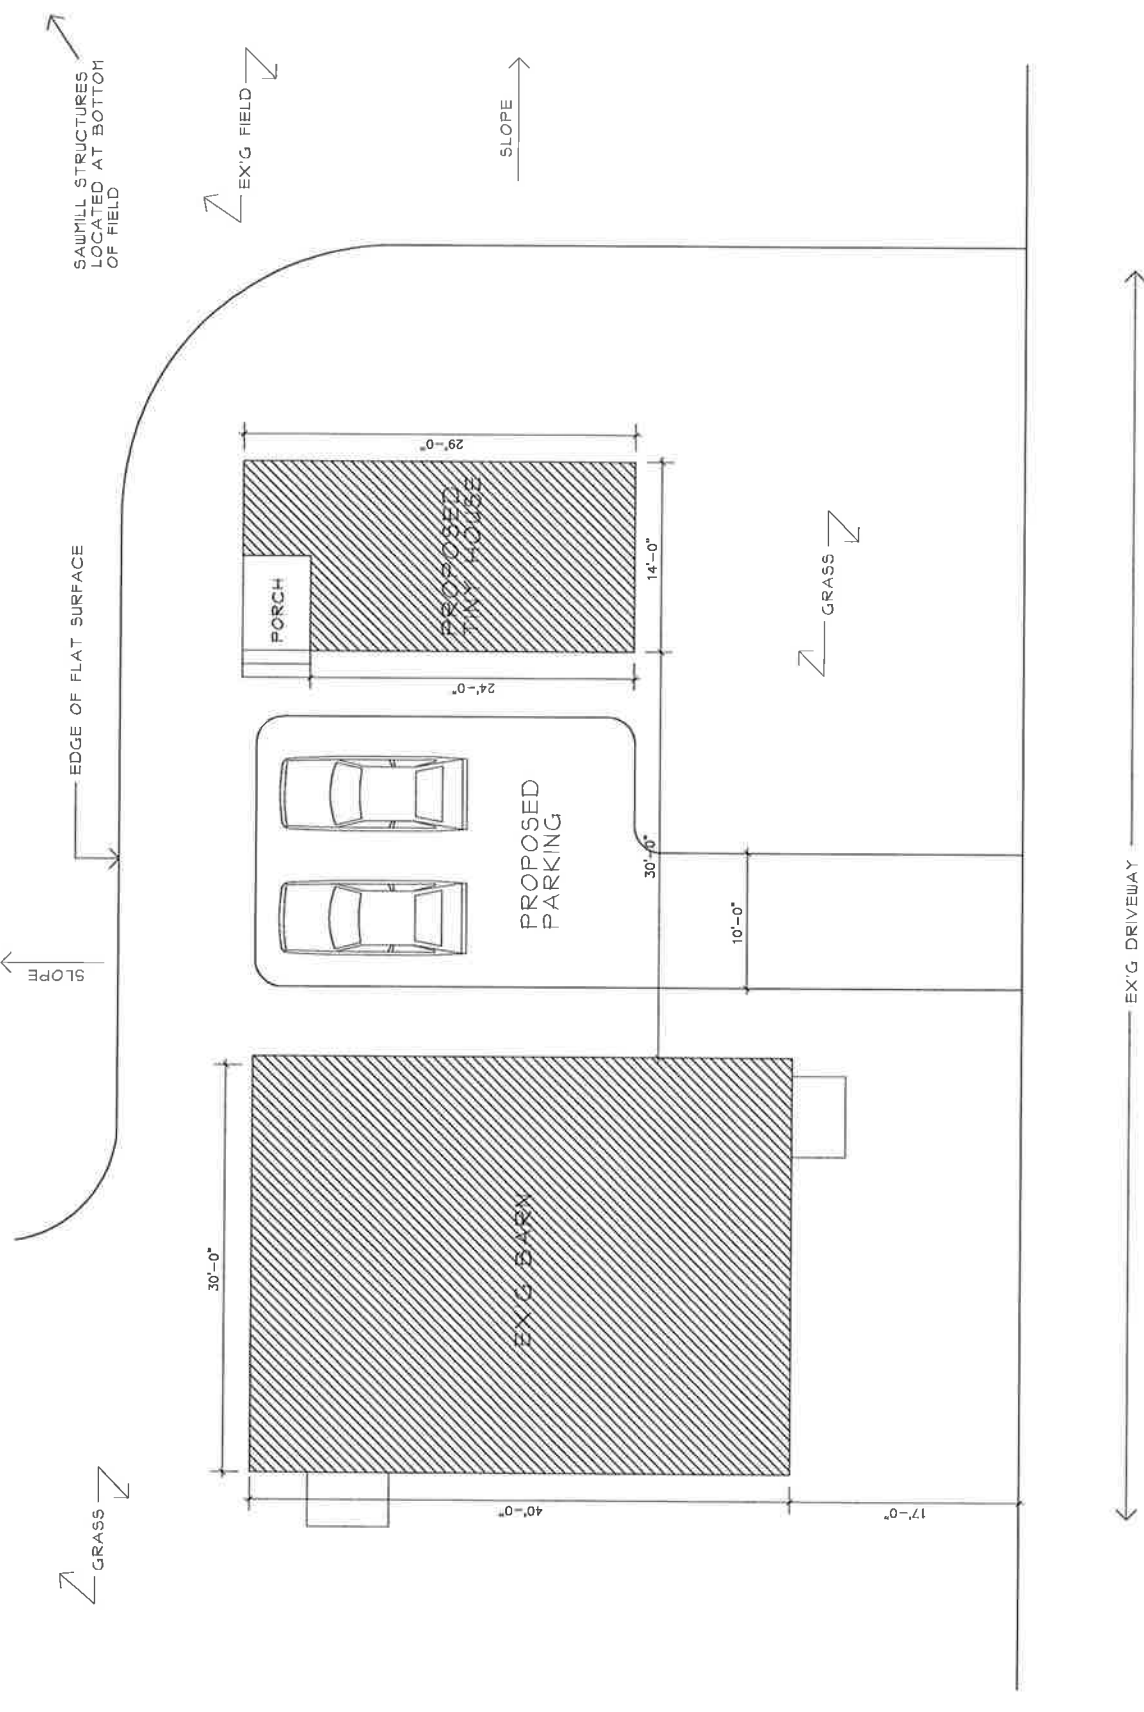 SAWMILL STRUCTURES
LOCATED AT BOTTOM
OF FIELD
EX'G FIELD
SLOPE
EDGE OF FLAT SURFACE
SLOPE
29'-0"
PORCH
PROPOSED
TINY HOUSE
14'-0"
24'-0"
GRASS
PROPOSED
PARKING
30'-0"
10'-0"
30'-0"
EX'G BARN
40'-0"
17'-0"
GRASS
EX'G DRIVEWAY